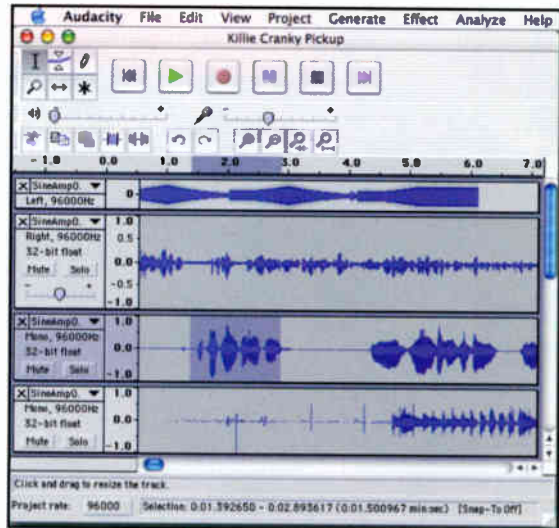 Audacity File Edit View Project Generate Effect Analyze Help
Killie Cranky Pickup
- 1.0 1.0 2.0 3.0 4.0 5.0 6.0 7.0
X SineAmp0.
Left, 96000Hz
0-
X SineAmp0.
Right, 96000Hz
32-bit float
Mute Solo
- +
1.0
0.5
0.0
-0.5
-1.0
X SineAmp0.
Mono, 96000Hz
32-bit float
Mute Solo
1.0
0.0
-1.0
X SineAmp0.
Mono, 96000Hz
32-bit float
Mute Solo
1.0
0.0
-1.0
Click and drag to resize the track.
Project rate: 96000 Selection: 0:01.392650 - 0:02.893617 (0:01.500967 min:sec) [Snap-To Off]